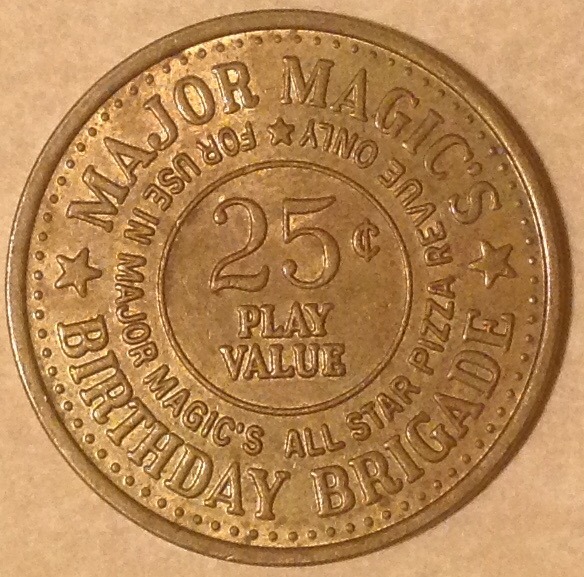 MAJOR MAGIC'S
BIRTHDAY BRIGADE
FOR USE IN MAJOR MAGIC'S ALL STAR PIZZA REVUE ONLY
25¢
PLAY
VALUE